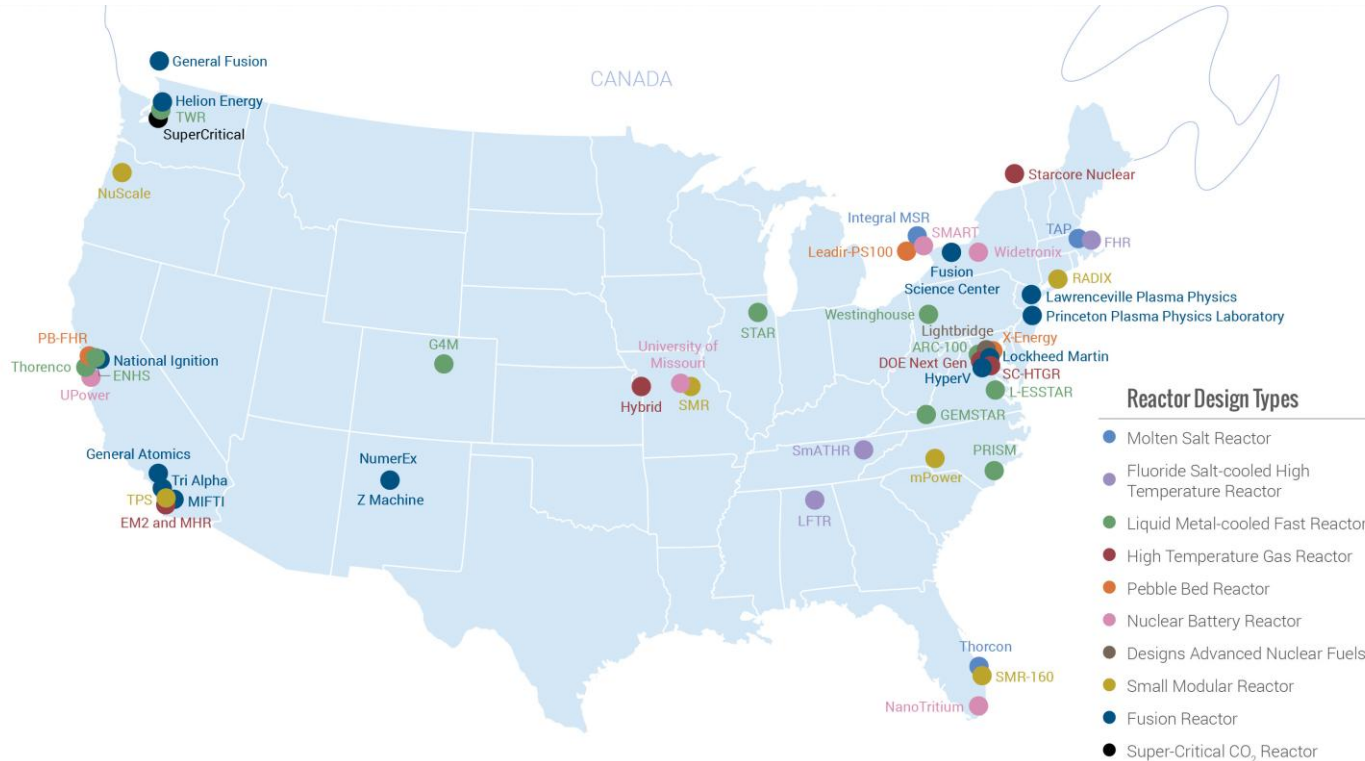 CANADA
General Fusion
Helion Energy
TWR
SuperCritical
NuScale
Starcore Nuclear
Integral MSR
SMART
Leadir-PS100
Fusion
Science Center
Widetronix
TAP
FHR
RADIX
Lawrenceville Plasma Physics
Princeton Plasma Physics Laboratory
STAR
Westinghouse
Lightbridge
X-Energy
ARC-100
Lockheed Martin
DOE Next Gen
SC-HTGR
HyperV
L-ESSTAR
GEMSTAR
PB-FHR
National Ignition
Thorenco
ENHS
UPower
G4M
University of
Missouri
Hybrid
SMR
SmATHR
mPower
PRISM
LFTR
General Atomics
Tri Alpha
TPS
MIFTI
EM2 and MHR
NumerEx
Z Machine
Thorcon
SMR-160
NanoTritium
Reactor Design Types
Molten Salt Reactor
Fluoride Salt-cooled High
Temperature Reactor
Liquid Metal-cooled Fast Reactor
High Temperature Gas Reactor
Pebble Bed Reactor
Nuclear Battery Reactor
Designs Advanced Nuclear Fuels
Small Modular Reactor
Fusion Reactor
Super-Critical CO₂ Reactor